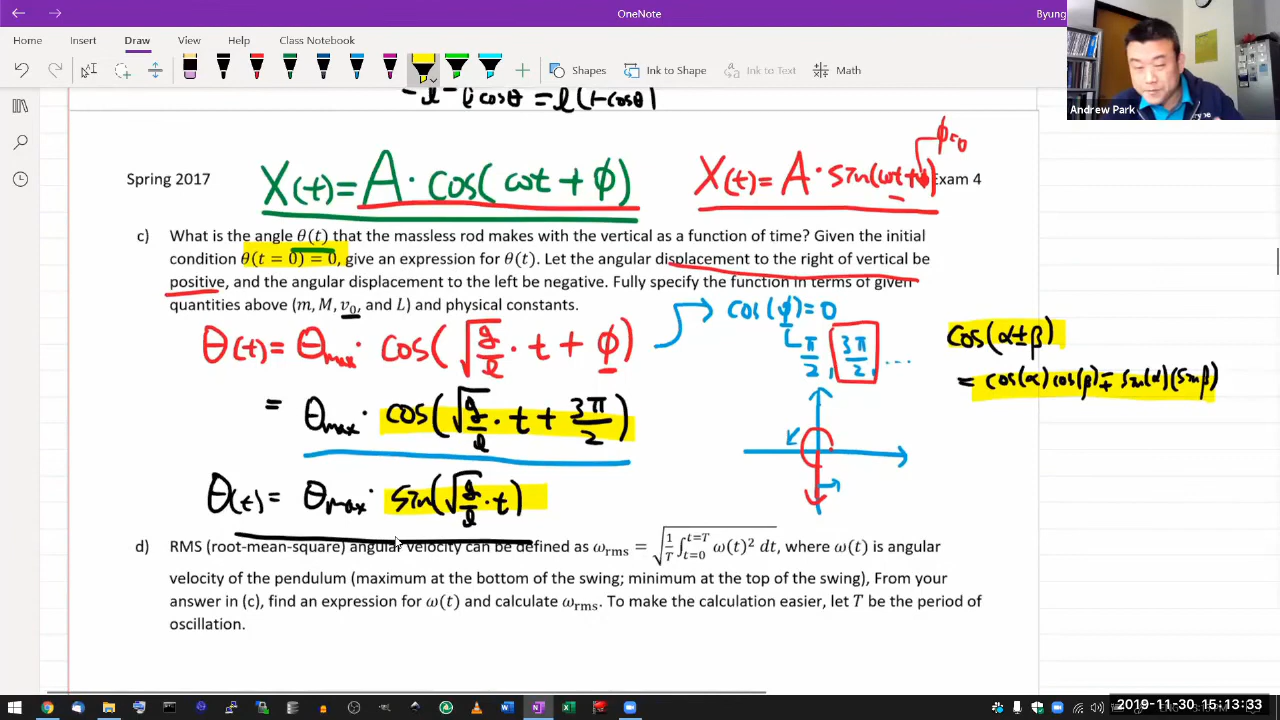 OneNote
Byung
Home Insert Draw View Help Class Notebook
Shapes Ink to Shape Ink to Text Math
Andrew Park
= l - l cosθ = l(1-cosθ)
Spring 2017
Exam 4
X(t) = A · cos(ωt + ϕ)
X(t) = A · sin(ωt + ϕ)
ϕ=0
c) What is the angle θ(t) that the massless rod makes with the vertical as a function of time? Given the initial
condition θ(t = 0) = 0, give an expression for θ(t). Let the angular displacement to the right of vertical be
positive, and the angular displacement to the left be negative. Fully specify the function in terms of given
quantities above (m, M, v₀, and L) and physical constants.
cos(ϕ) = 0
π/2, 3π/2, ...
θ(t) = θmax · cos(√(g/l) · t + ϕ)
= θmax · cos(√(g/l) · t + 3π/2)
θ(t) = θmax · sin(√(g/l) · t)
cos(α±β)
= cos(α)cos(β) ∓ sin(α)(sinβ)
d) RMS (root-mean-square) angular velocity can be defined as ω_rms = √(1/T ∫_{t=0}^{t=T} ω(t)² dt), where ω(t) is angular
velocity of the pendulum (maximum at the bottom of the swing; minimum at the top of the swing), From your
answer in (c), find an expression for ω(t) and calculate ω_rms. To make the calculation easier, let T be the period of
oscillation.
2019-11-30 15:13:33